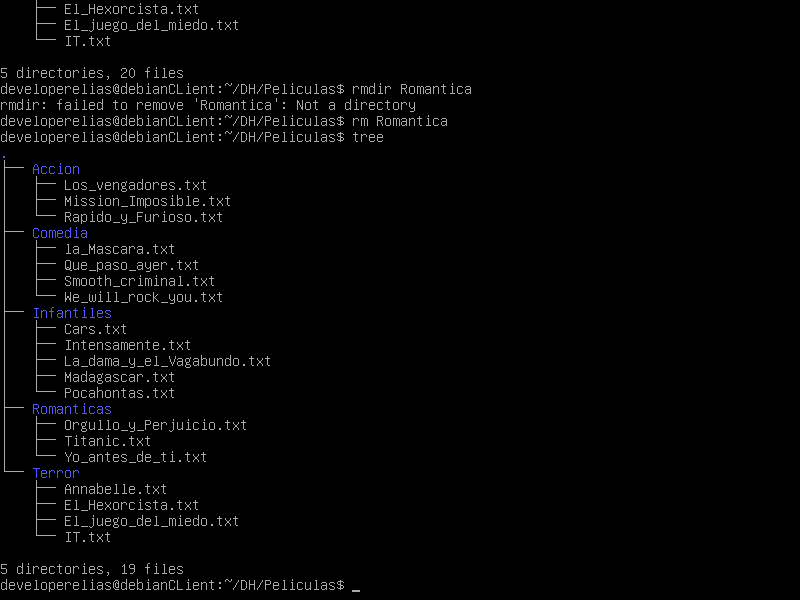 ├── El_Hexorcista.txt
├── El_juego_del_miedo.txt
└── IT.txt
5 directories, 20 files
developerelias@debianCLient:~/DH/Peliculas$ rmdir Romantica
rmdir: failed to remove 'Romantica': Not a directory
developerelias@debianCLient:~/DH/Peliculas$ rm Romantica
developerelias@debianCLient:~/DH/Peliculas$ tree
.
├── Accion
│   ├── Los_vengadores.txt
│   ├── Mission_Imposible.txt
│   └── Rapido_y_Furioso.txt
├── Comedia
│   ├── la_Mascara.txt
│   ├── Que_paso_ayer.txt
│   ├── Smooth_criminal.txt
│   └── We_will_rock_you.txt
├── Infantiles
│   ├── Cars.txt
│   ├── Intensamente.txt
│   ├── La_dama_y_el_Vagabundo.txt
│   ├── Madagascar.txt
│   └── Pocahontas.txt
├── Romanticas
│   ├── Orgullo_y_Perjuicio.txt
│   ├── Titanic.txt
│   └── Yo_antes_de_ti.txt
└── Terror
    ├── Annabelle.txt
    ├── El_Hexorcista.txt
    ├── El_juego_del_miedo.txt
    └── IT.txt
5 directories, 19 files
developerelias@debianCLient:~/DH/Peliculas$ _